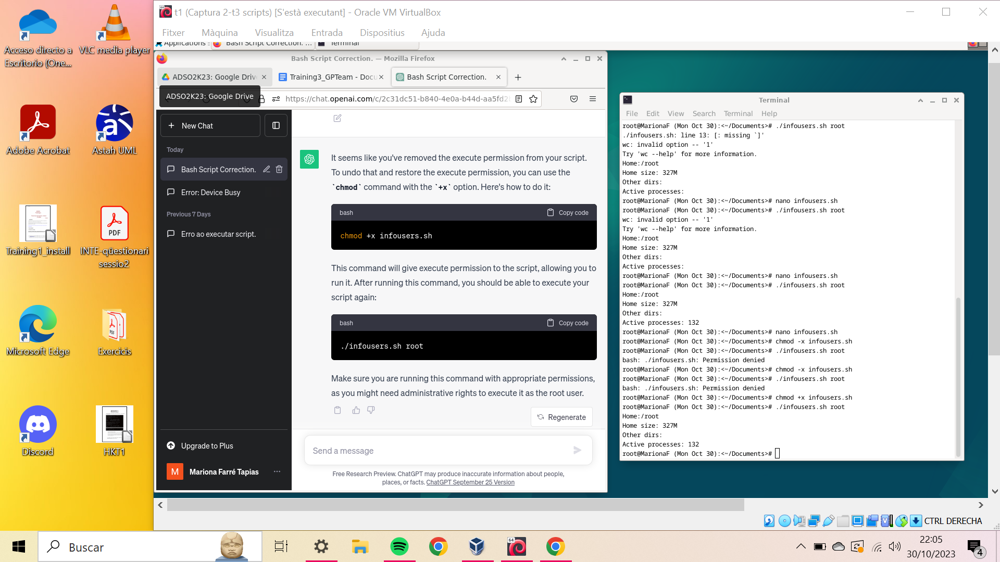 Acceso directo a
Escritorio (One...
VLC media player
Adobe Acrobat
Astah UML
Training1_install
PDF
INTE-qüestionari
sessio2
Microsoft Edge
Exercicis
Discord
HKT1
t1 (Captura 2-t3 scripts) [S'està executant] - Oracle VM VirtualBox
Fitxer Màquina Visualitza Entrada Dispositius Ajuda
Applications Bash Script Correction. ... Terminal
Bash Script Correction. — Mozilla Firefox
ADSO2K23: Google Driv
Training3_GPTeam - Docu
Bash Script Correction.
ADSO2K23: Google Drive
https://chat.openai.com/c/2c31dc51-b840-4e0a-b44d-aa5fd2
New Chat
Today
Bash Script Correction.
Error: Device Busy
Previous 7 Days
Erro ao executar script.
Upgrade to Plus
M
Mariona Farré Tapias
...
It seems like you've removed the execute permission from your script.
To undo that and restore the execute permission, you can use the
`chmod` command with the `+x` option. Here's how to do it:
bash
Copy code
chmod +x infousers.sh
This command will give execute permission to the script, allowing you to
run it. After running this command, you should be able to execute your
script again:
bash
Copy code
./infousers.sh root
Make sure you are running this command with appropriate permissions,
as you might need administrative rights to execute it as the root user.
Regenerate
Send a message
Free Research Preview. ChatGPT may produce inaccurate information about people,
places, or facts. ChatGPT September 25 Version
Terminal
File Edit View Search Terminal Help
root@MarionaF (Mon Oct 30):<~/Documents># ./infousers.sh root
./infousers.sh: line 13: [: missing `]'
wc: invalid option -- '1'
Try 'wc --help' for more information.
Home:/root
Home size: 327M
Other dirs:
Active processes:
root@MarionaF (Mon Oct 30):<~/Documents># nano infousers.sh
root@MarionaF (Mon Oct 30):<~/Documents># ./infousers.sh root
wc: invalid option -- '1'
Try 'wc --help' for more information.
Home:/root
Home size: 327M
Other dirs:
Active processes:
root@MarionaF (Mon Oct 30):<~/Documents># nano infousers.sh
root@MarionaF (Mon Oct 30):<~/Documents># ./infousers.sh root
Home:/root
Home size: 327M
Other dirs:
Active processes: 132
root@MarionaF (Mon Oct 30):<~/Documents># nano infousers.sh
root@MarionaF (Mon Oct 30):<~/Documents># chmod -x infousers.sh
root@MarionaF (Mon Oct 30):<~/Documents># ./infousers.sh root
bash: ./infousers.sh: Permission denied
root@MarionaF (Mon Oct 30):<~/Documents># chmod -x infousers.sh
root@MarionaF (Mon Oct 30):<~/Documents># ./infousers.sh root
bash: ./infousers.sh: Permission denied
root@MarionaF (Mon Oct 30):<~/Documents># chmod +x infousers.sh
root@MarionaF (Mon Oct 30):<~/Documents># ./infousers.sh root
Home:/root
Home size: 327M
Other dirs:
Active processes: 132
root@MarionaF (Mon Oct 30):<~/Documents>#
CTRL DERECHA
Buscar
64
22:05
30/10/2023
4